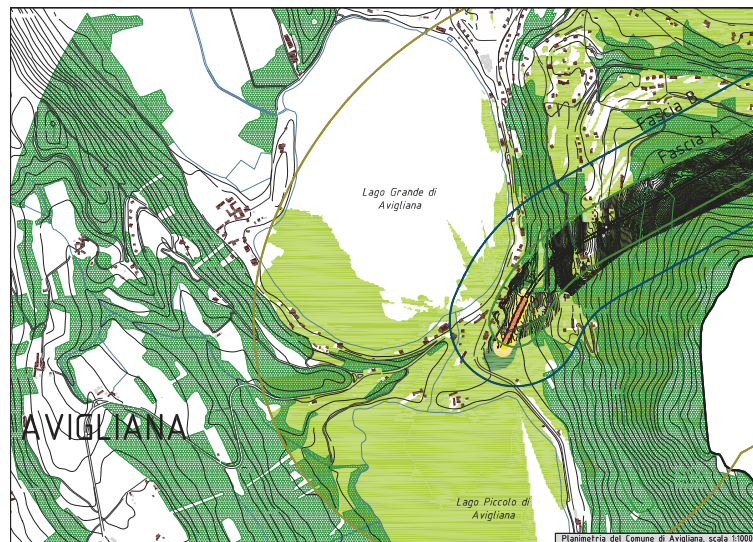 Fascia B
Fascia A
Lago Grande di
Avigliana
AVIGLIANA
Lago Piccolo di
Avigliana
Planimetria del Comune di Avigliana, scala 1:1000